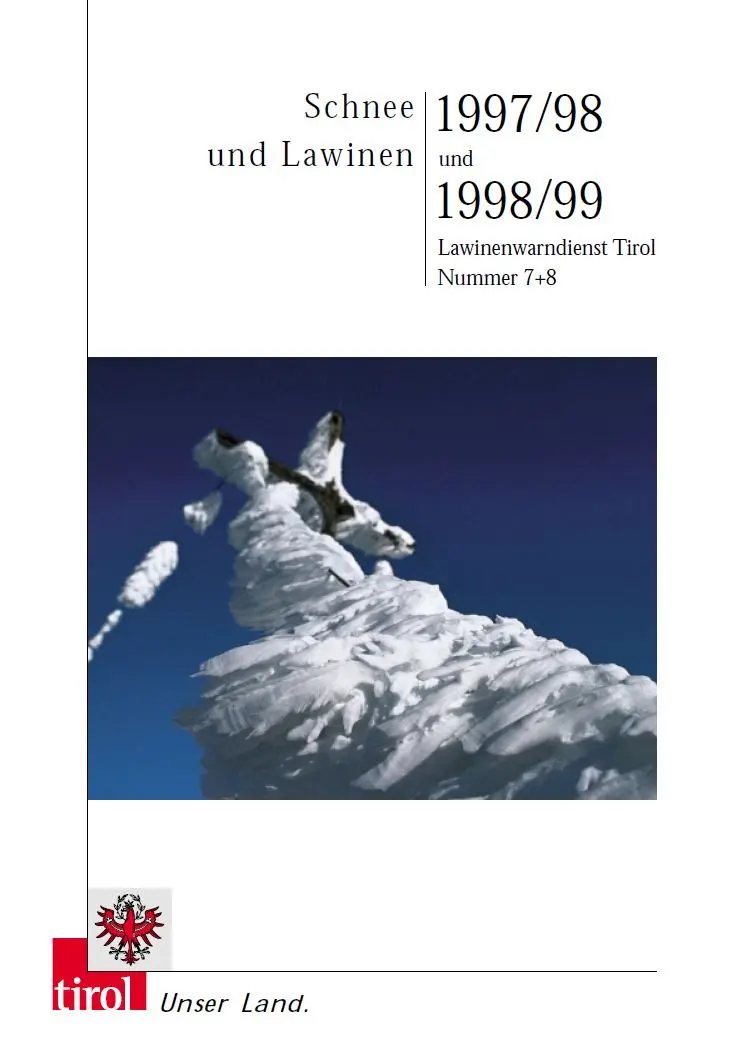 Schnee
und Lawinen
1997/98
und
1998/99
Lawinenwarndienst Tirol
Nummer 7+8
tirol
Unser Land.